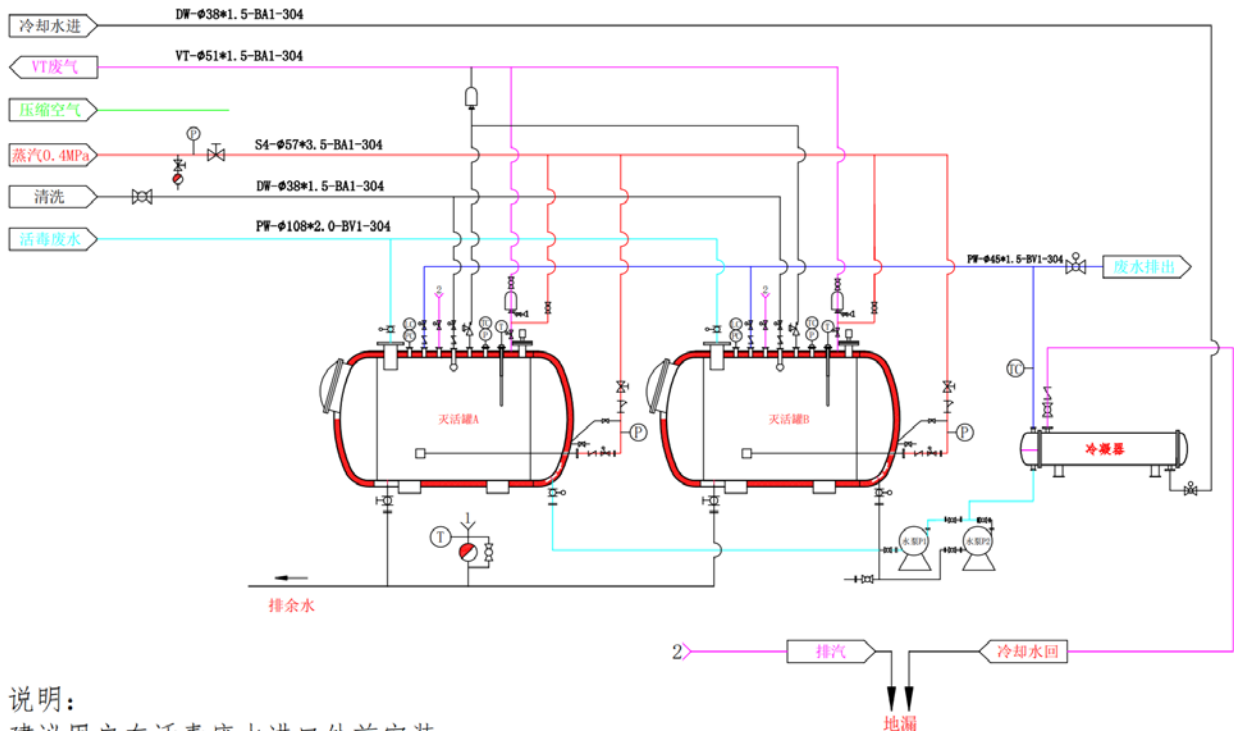 冷却水进
DW-φ38*1.5-BA1-304
VT废气
VT-φ51*1.5-BA1-304
压缩空气
蒸汽0.4MPa
P
S4-φ57*3.5-BA1-304
清洗
DW-φ38*1.5-BA1-304
活毒废水
PW-φ108*2.0-BV1-304
PW-φ45*1.5-BV1-304
废水排出
2
1
TC
P
T
2
1
TC
P
T
TC
灭活罐A
P
灭活罐B
P
冷凝器
1
T
水泵P1
水泵P2
排余水
2
排汽
冷却水回
地漏
说明：